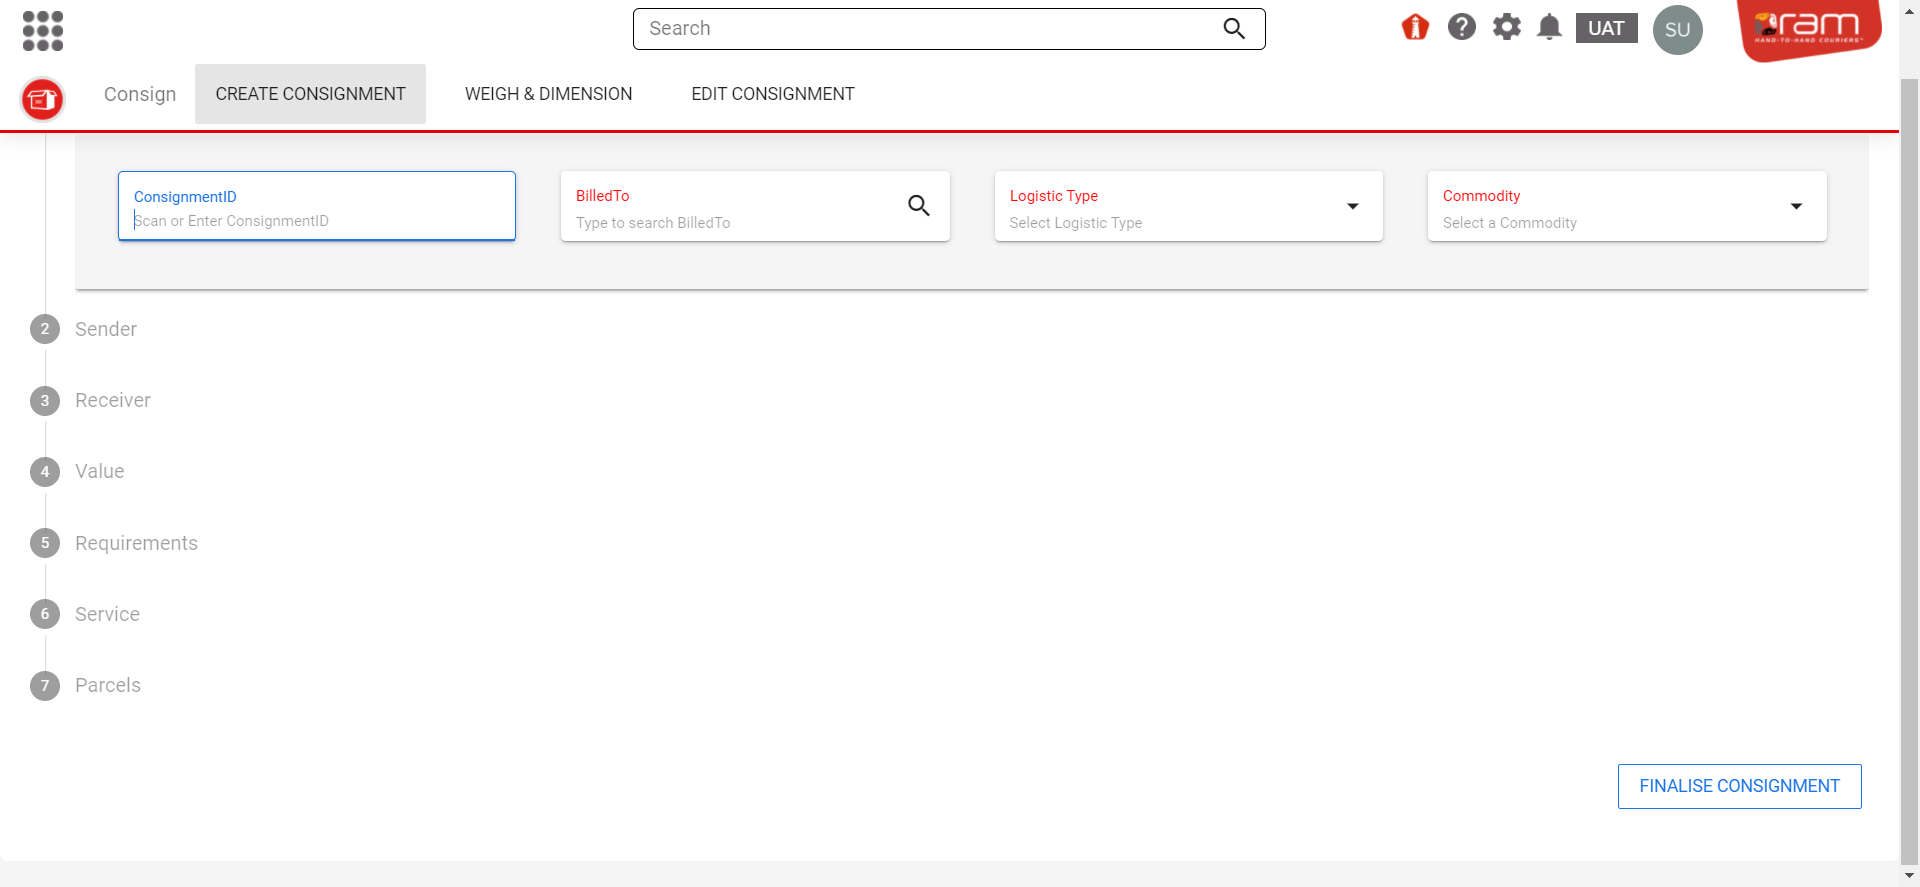 Search
UAT
SU
ram
HAND-TO-HAND COURIERS™
Consign
CREATE CONSIGNMENT
WEIGH & DIMENSION
EDIT CONSIGNMENT
ConsignmentID
Scan or Enter ConsignmentID
BilledTo
Type to search BilledTo
Logistic Type
Select Logistic Type
Commodity
Select a Commodity
2 Sender
3 Receiver
4 Value
5 Requirements
6 Service
7 Parcels
FINALISE CONSIGNMENT